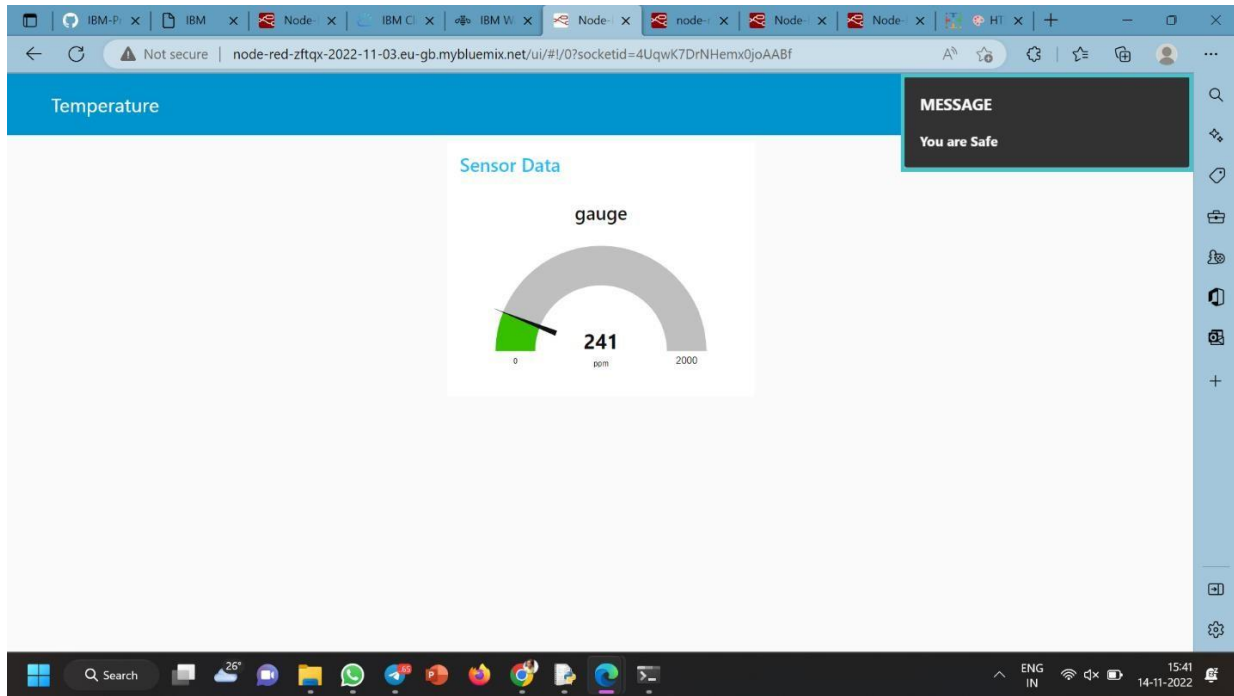 IBM-P
IBM
Node-
IBM Cl
IBM W
Node-
node-r
Node-
Node-
HT
Not secure
node-red-zftqx-2022-11-03.eu-gb.mybluemix.net/ui/#!/0?socketid=4UqwK7DrNHemx0joAABf
Temperature
MESSAGE
You are Safe
Sensor Data
gauge
241
0
ppm
2000
Search
26°
65
ENG
IN
15:41
14-11-2022